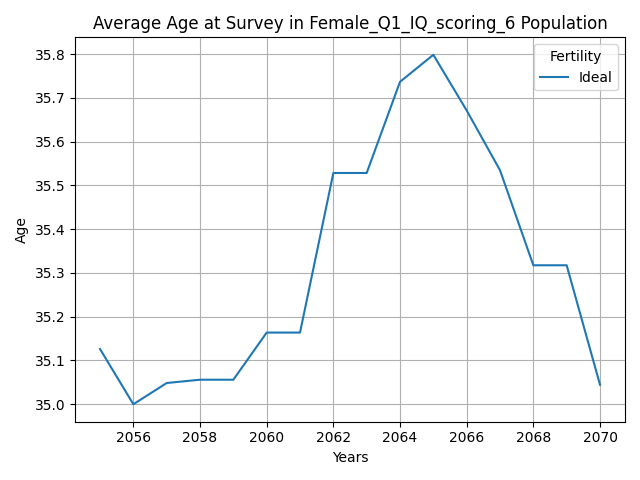 Average Age at Survey in Female_Q1_IQ_scoring_6 Population
Fertility
Ideal
35.8
35.7
35.6
35.5
35.4
35.3
35.2
35.1
35.0
Age
2056 2058 2060 2062 2064 2066 2068 2070
Years